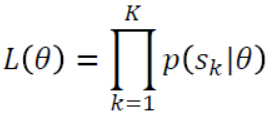 L(θ) = ∏_{k=1}^{K} p(s_k|θ)